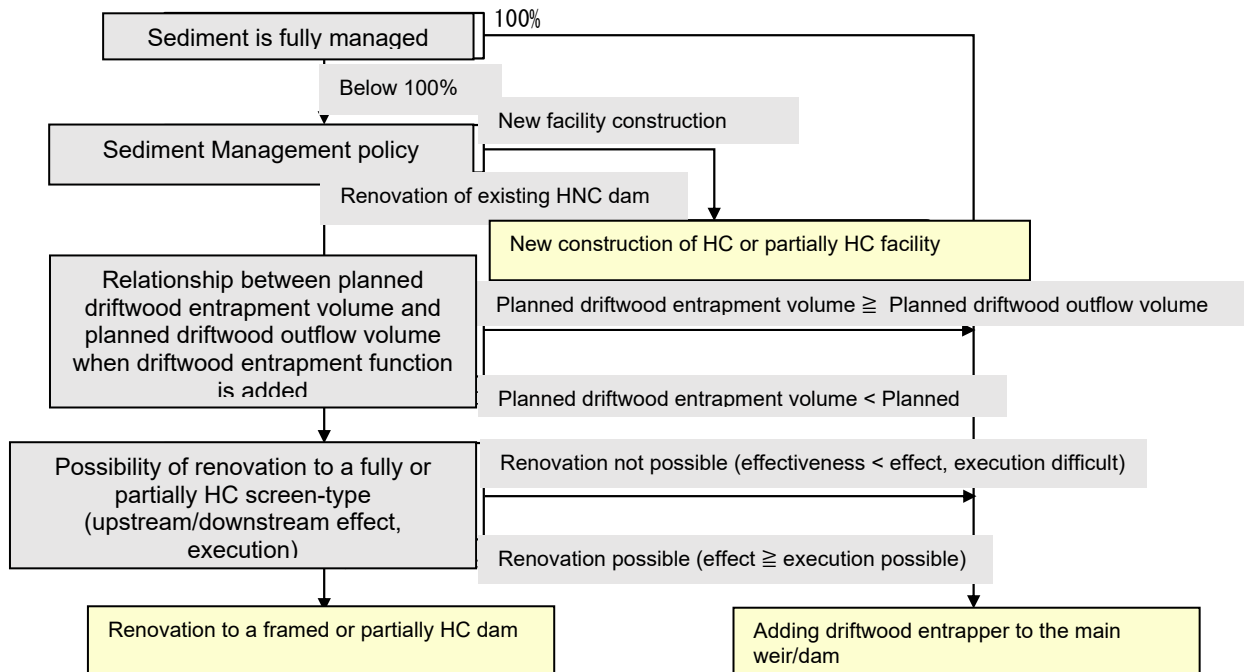 100%
Sediment is fully managed
Below 100%
New facility construction
Sediment Management policy
Renovation of existing HNC dam
New construction of HC or partially HC facility
Relationship between planned
driftwood entrapment volume and
planned driftwood outflow volume
when driftwood entrapment function
is added
Planned driftwood entrapment volume ≧ Planned driftwood outflow volume
Planned driftwood entrapment volume < Planned
Possibility of renovation to a fully or
partially HC screen-type
(upstream/downstream effect,
execution)
Renovation not possible (effectiveness < effect, execution difficult)
Renovation possible (effect ≧ execution possible)
Renovation to a framed or partially HC dam
Adding driftwood entrapper to the main
weir/dam